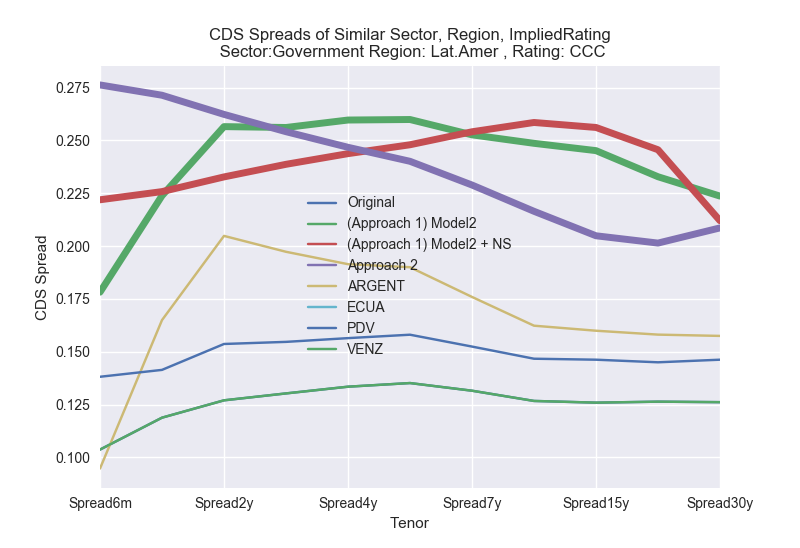 CDS Spreads of Similar Sector, Region, ImpliedRating
Sector:Government Region: Lat.Amer , Rating: CCC
0.275
0.250
0.225
0.200
0.175
0.150
0.125
0.100
CDS Spread
Original
(Approach 1) Model2
(Approach 1) Model2 + NS
Approach 2
ARGENT
ECUA
PDV
VENZ
Spread6m
Spread2y
Spread4y
Spread7y
Spread15y
Spread30y
Tenor